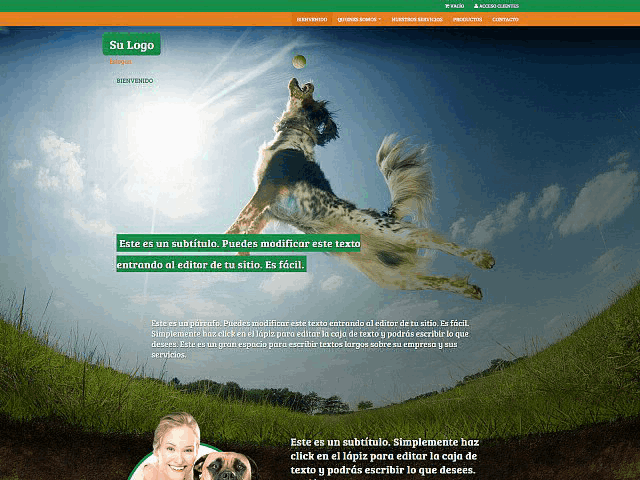 VACÍO ACCESO CLIENTES
BIENVENIDO QUIENES SOMOS NUESTROS SERVICIOS PRODUCTOS CONTACTO
Su Logo
BIENVENIDO
Este es un subtítulo. Puedes modificar este texto
entrando al editor de tu sitio. Es fácil.
Este es un párrafo. Puedes modificar este texto entrando al editor de tu sitio. Es fácil.
Simplemente haz click en el lápiz para editar la caja de texto y podrás escribir lo que
desees. Este es un gran espacio para escribir textos largos sobre su empresa y sus
servicios.
Este es un subtítulo. Simplemente haz
click en el lápiz para editar la caja de
texto y podrás escribir lo que desees.